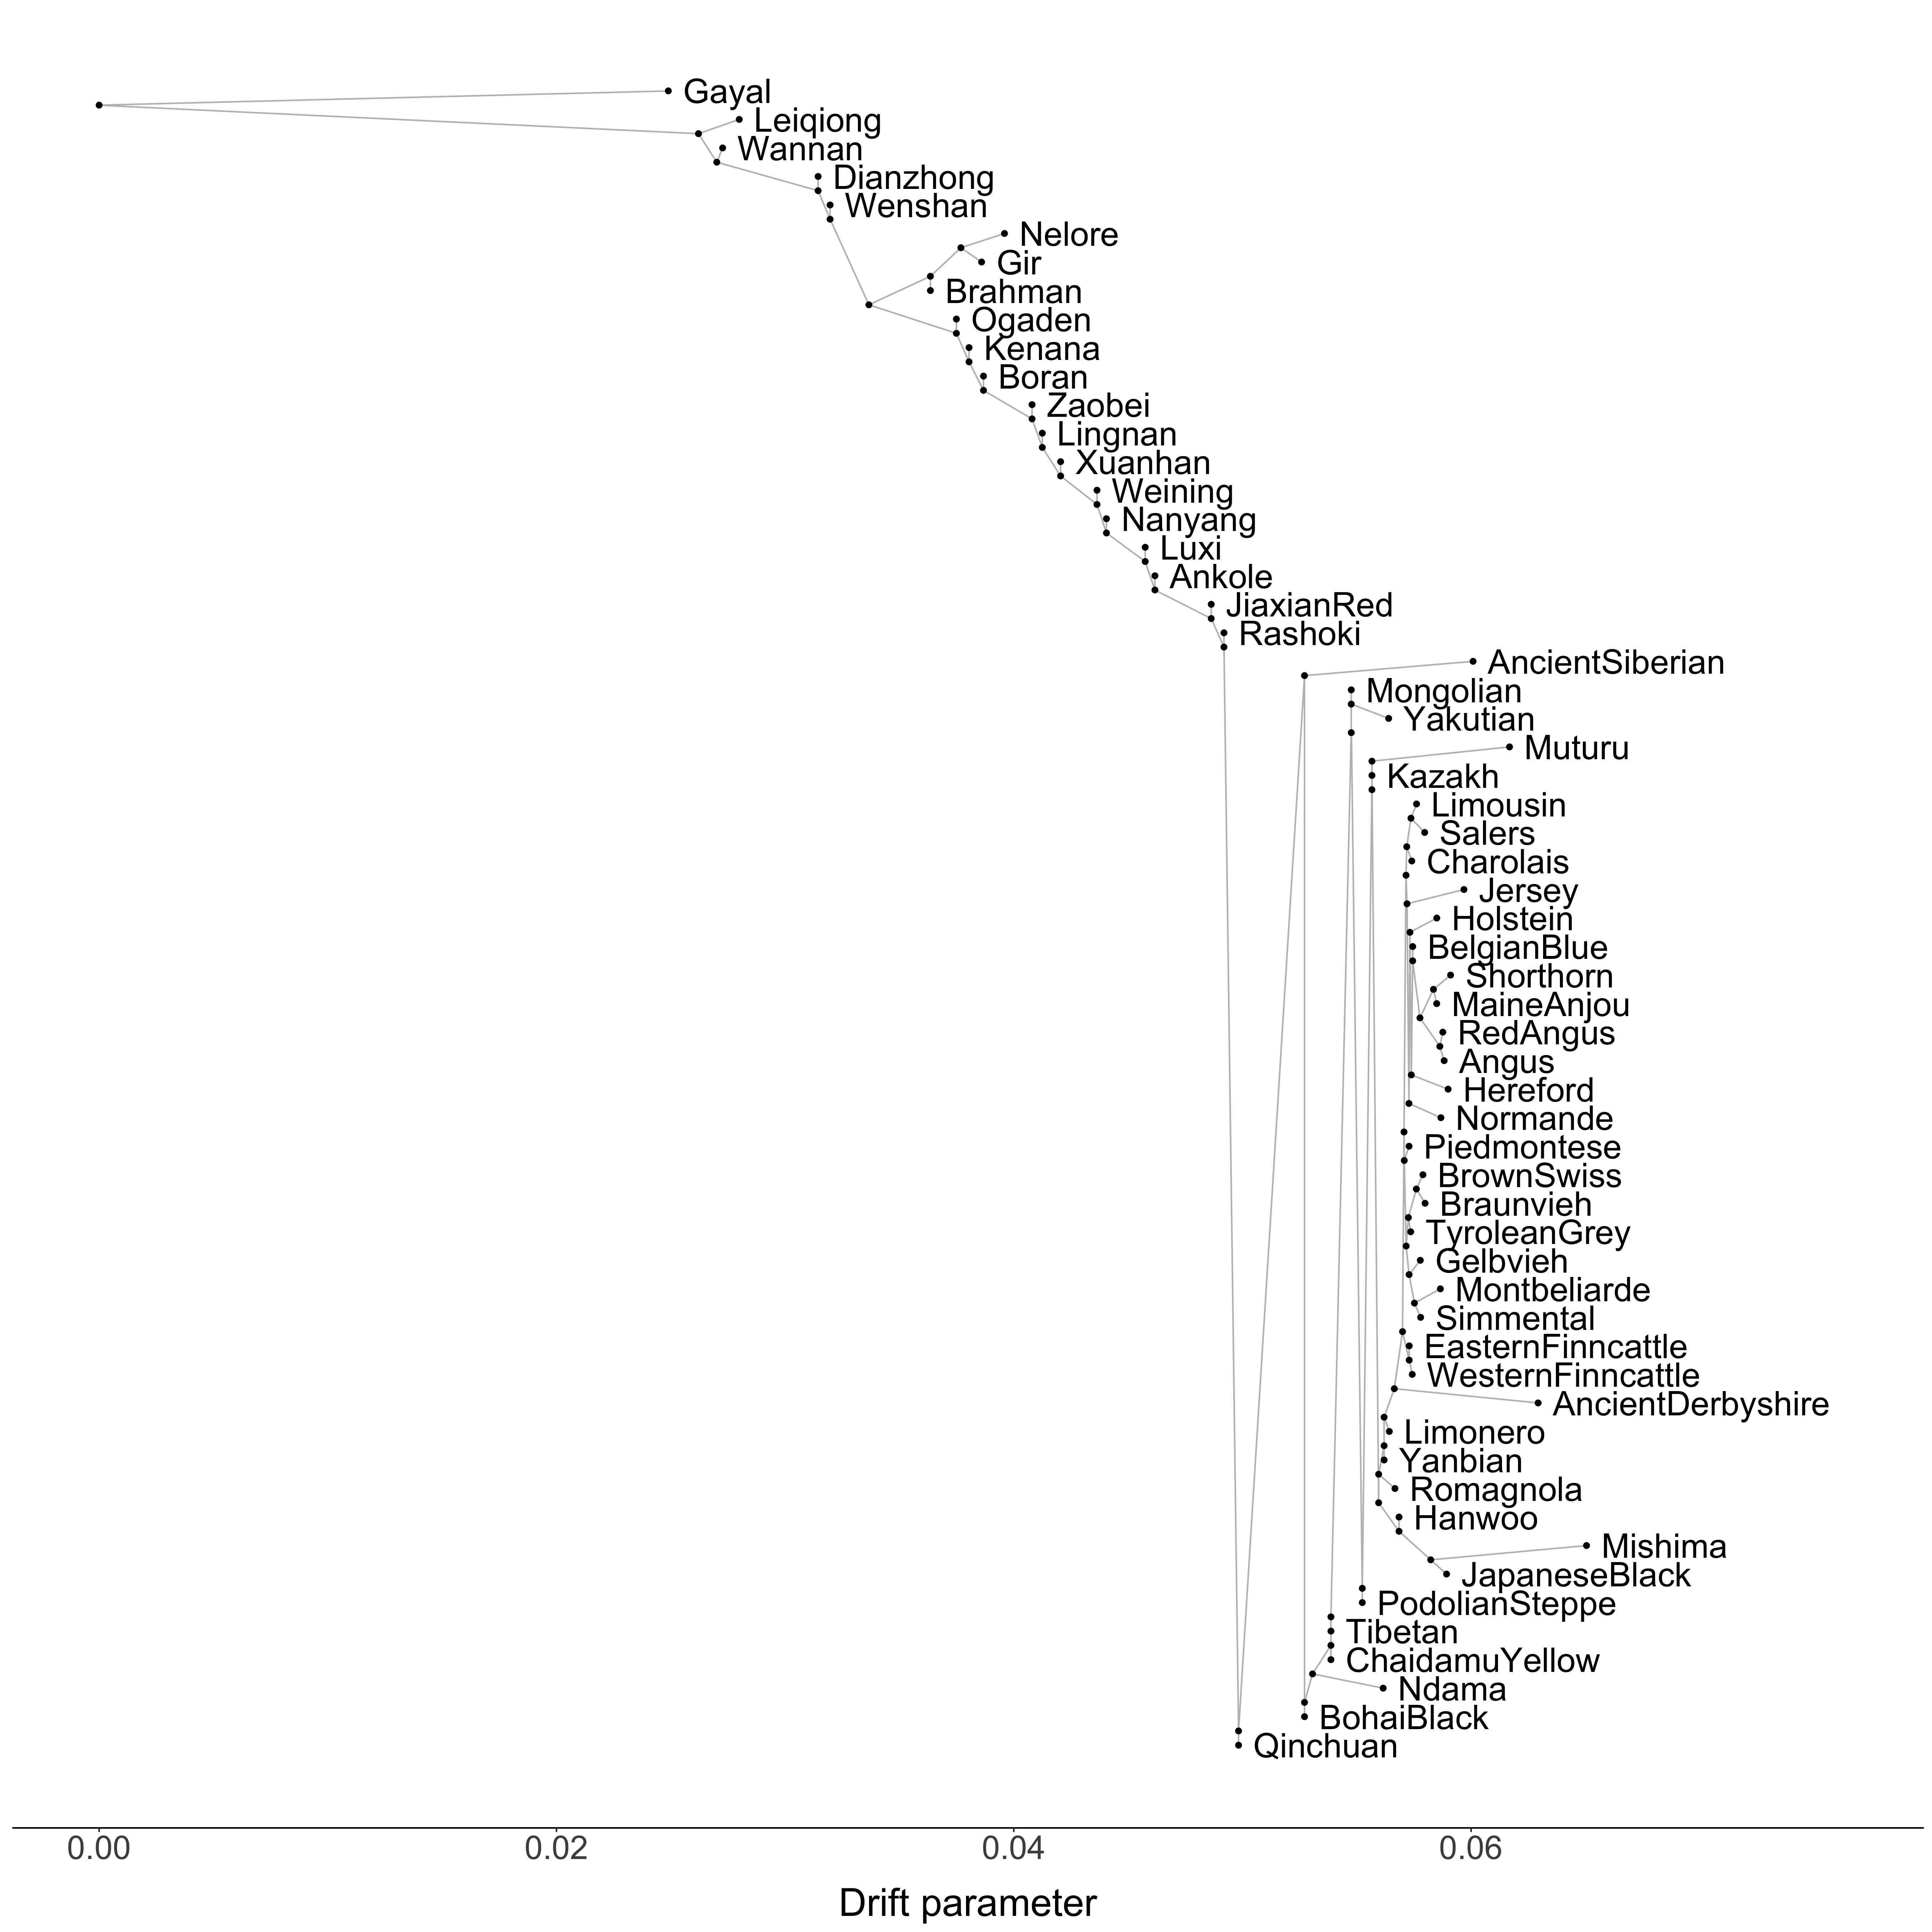 Gayal
Leiqiong
Wannan
Dianzhong
Wenshan
Nelore
Gir
Brahman
Ogaden
Kenana
Boran
Zaobei
Lingnan
Xuanhan
Weining
Nanyang
Luxi
Ankole
JiaxianRed
Rashoki
AncientSiberian
Mongolian
Yakutian
Muturu
Kazakh
Limousin
Salers
Charolais
Jersey
Holstein
BelgianBlue
Shorthorn
MaineAnjou
RedAngus
Angus
Hereford
Normande
Piedmontese
BrownSwiss
Braunvieh
TyroleanGrey
Gelbvieh
Montbeliarde
Simmental
EasternFinncattle
WesternFinncattle
AncientDerbyshire
Limonero
Yanbian
Romagnola
Hanwoo
Mishima
JapaneseBlack
PodolianSteppe
Tibetan
ChaidamuYellow
Ndama
BohaiBlack
Qinchuan
0.00 0.02 0.04 0.06
Drift parameter